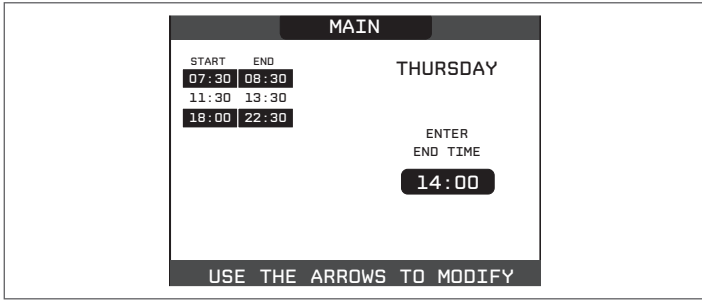 MAIN
START END
07:30 08:30
11:30 13:30
18:00 22:30
THURSDAY
ENTER
END TIME
14:00
USE THE ARROWS TO MODIFY